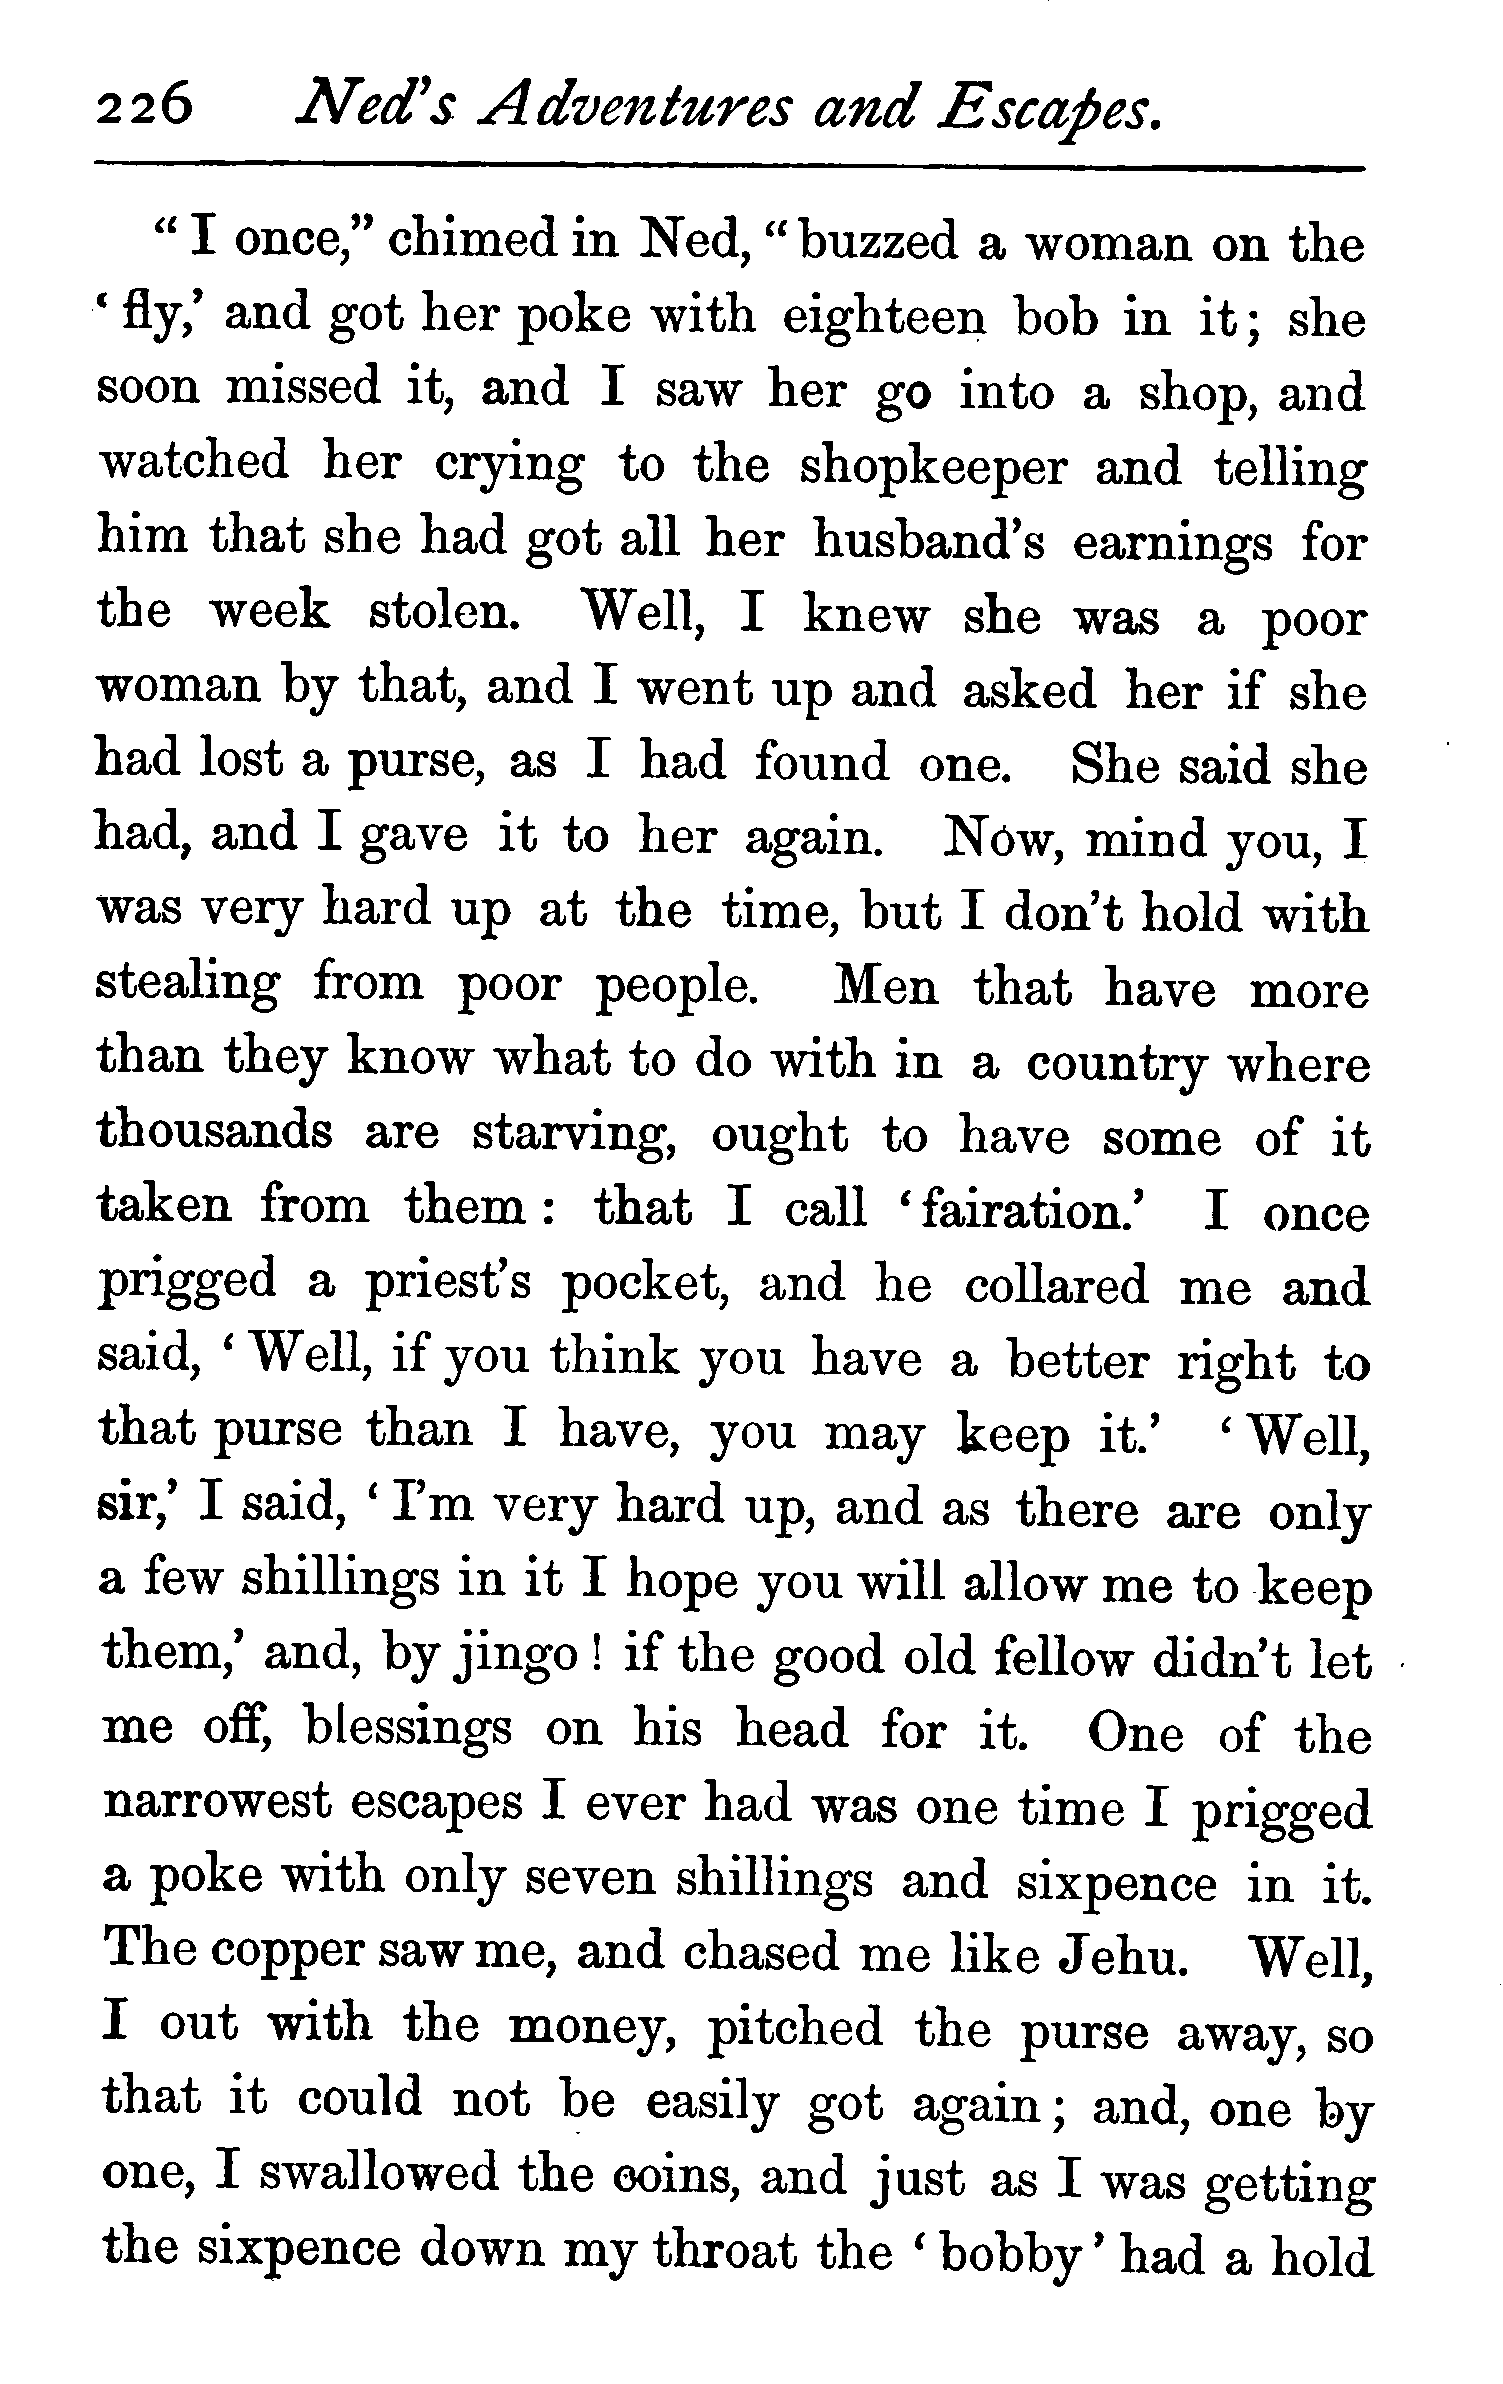 226 Ned's Adventures and Escapes.
" I once," chimed in Ned, " buzzed a woman on the
' fly,' and got her poke with eighteen bob in it; she
soon missed it, and I saw her go into a shop, and
watched her crying to the shopkeeper and telling
him that she had got all her husband's earnings for
the week stolen. Well, I knew she was a poor
woman by that, and I went up and asked her if she
had lost a purse, as I had found one. She said she
had, and I gave it to her again. Now, mind you, I
was very hard up at the time, but I don't hold with
stealing from poor people. Men that have more
than they know what to do with in a country where
thousands are starving, ought to have some of it
taken from them : that I call ' fairation.' I once
prigged a priest's pocket, and he collared me and
said, ' Well, if you think you have a better right to
that purse than I have, you may keep it.' ' Well,
sir,' I said, ' I'm very hard up, and as there are only
a few shillings in it I hope you will allow me to keep
them,' and, by jingo ! if the good old fellow didn't let
me off, blessings on his head for it. One of the
narrowest escapes I ever had was one time I prigged
a poke with only seven shillings and sixpence in it.
The copper saw me, and chased me like Jehu. Well,
I out with the money, pitched the purse away, so
that it could not be easily got again ; and, one by
one, I swallowed the coins, and just as I was getting
the sixpence down my throat the ' bobby ' had a hold